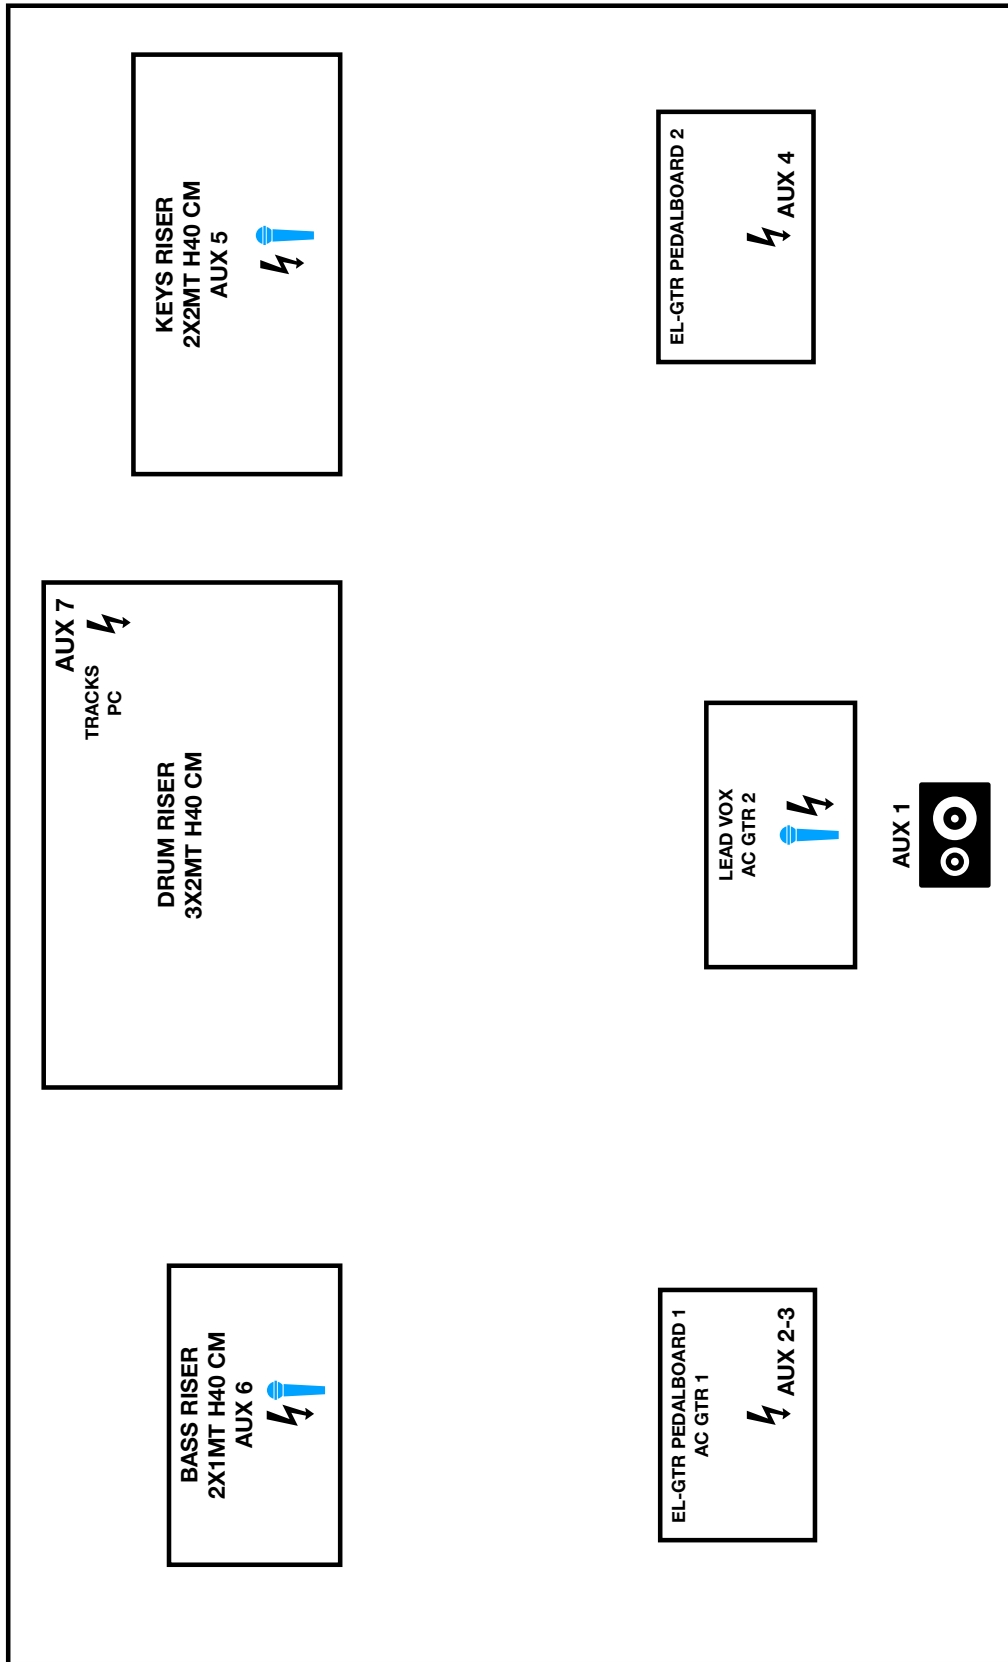 BASS RISER
2X1MT H40 CM
AUX 6
DRUM RISER
3X2MT H40 CM
TRACKS
PC
AUX 7
KEYS RISER
2X2MT H40 CM
AUX 5
EL-GTR PEDALBOARD 1
AC GTR 1
AUX 2-3
LEAD VOX
AC GTR 2
AUX 1
EL-GTR PEDALBOARD 2
AUX 4